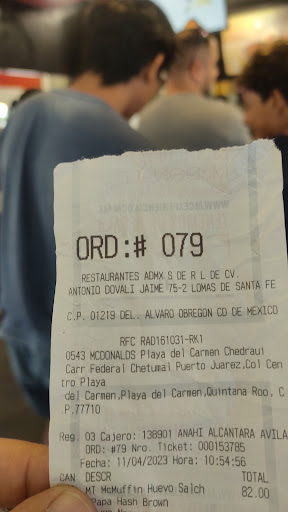 ORD:# 079
RESTAURANTES ADMX S DE R L DE CV.
ANTONIO DOVALI JAIME 75-2 LOMAS DE SANTA FE
C.P. 01219 DEL. ALVARO OBREGON CD DE MEXICO
RFC RAD161031-RK1
0543 MCDONALDS Playa del Carmen Chedraui
Carr Federal Chetumal Puerto Juarez,Col Cen
tro Playa
del Carmen,Playa del Carmen,Quintana Roo, C
P.77710
Reg. 03 Cajero: 138901 ANAHI ALCANTARA AVILA
ORD: #79 Nro. Ticket: 000153785
Fecha: 11/04/2023 Hora: 10:54:56
CAN DESCR TOTAL
MT McMuffin Huevo Salch 82.00
Papa Hash Brown